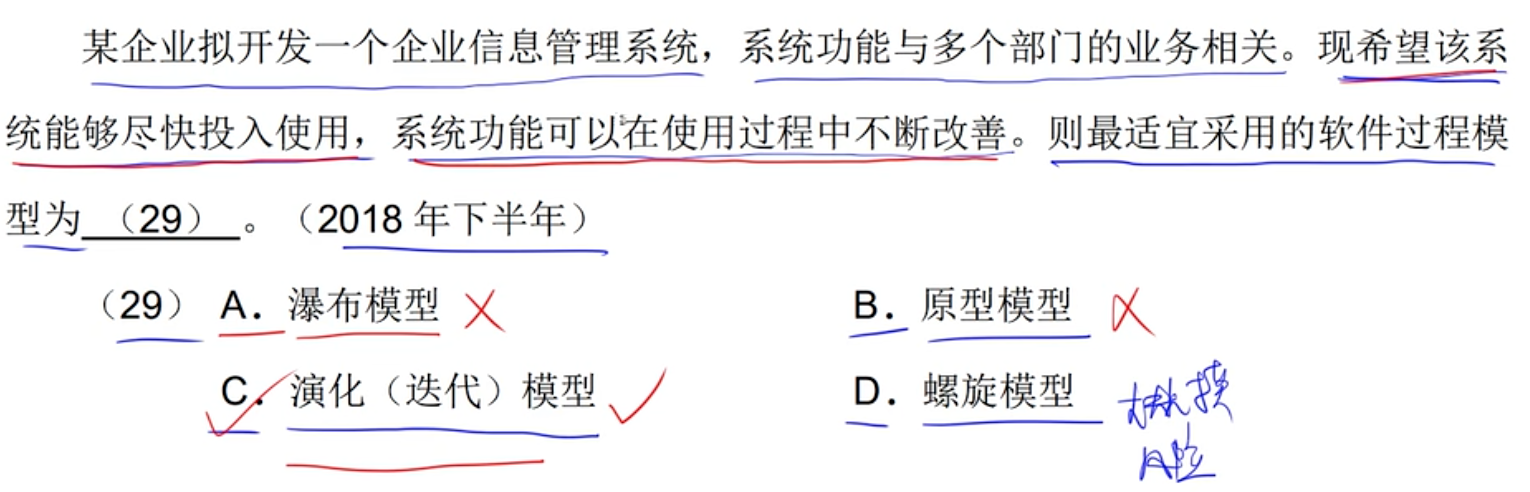 某企业拟开发一个企业信息管理系统，系统功能与多个部门的业务相关。现希望该系
统能够尽快投入使用，系统功能可以在使用过程中不断改善。则最适宜采用的软件过程模
型为 （29） 。（2018 年下半年）
（29） A．瀑布模型 B．原型模型
C．演化（迭代）模型 D．螺旋模型
风险